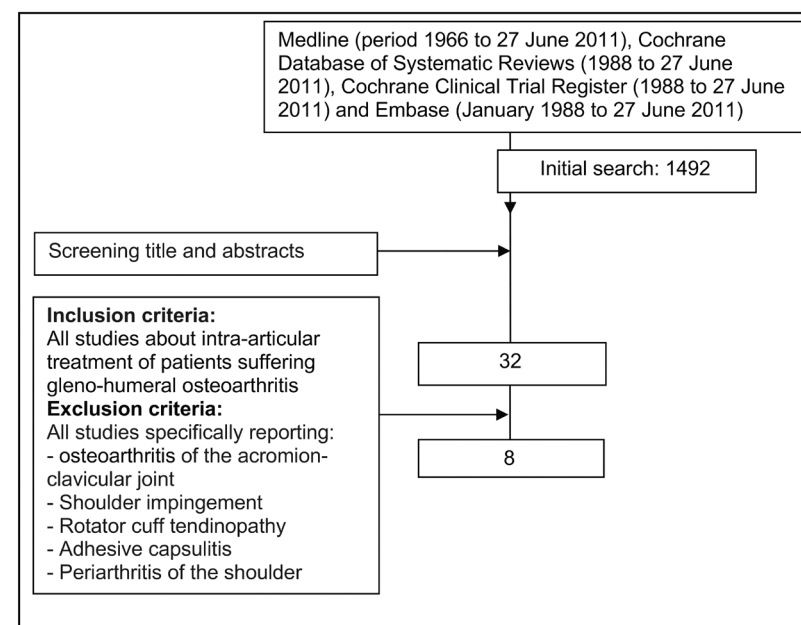 Medline (period 1966 to 27 June 2011), Cochrane
Database of Systematic Reviews (1988 to 27 June
2011), Cochrane Clinical Trial Register (1988 to 27 June
2011) and Embase (January 1988 to 27 June 2011)
Initial search: 1492
Screening title and abstracts
32
Inclusion criteria:
All studies about intra-articular
treatment of patients suffering
gleno-humeral osteoarthritis
Exclusion criteria:
All studies specifically reporting:
- osteoarthritis of the acromion-
clavicular joint
- Shoulder impingement
- Rotator cuff tendinopathy
- Adhesive capsulitis
- Periarthritis of the shoulder
8